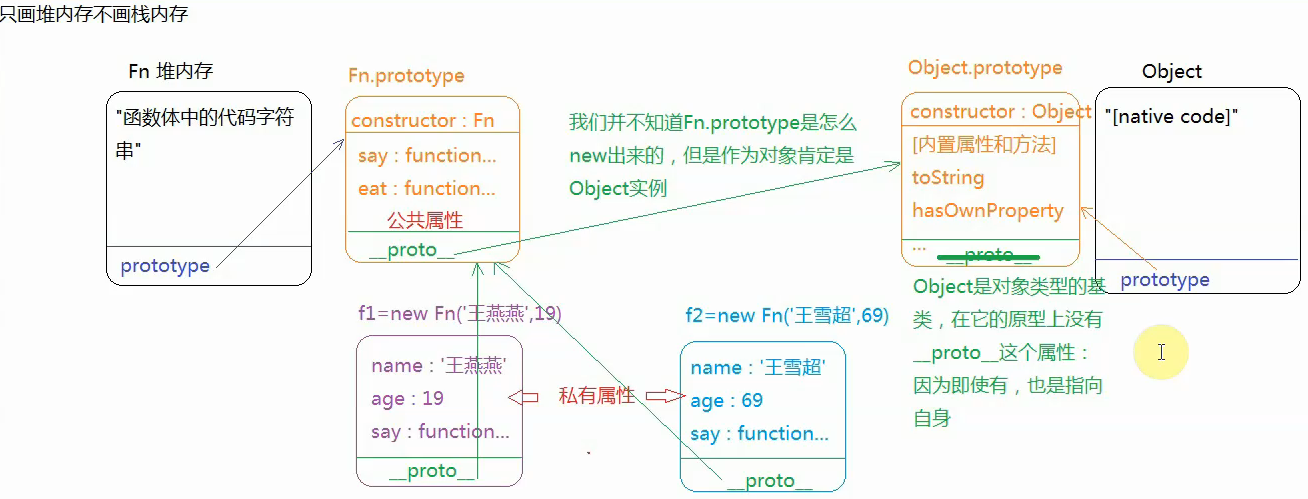 只画堆内存不画栈内存
Fn 堆内存
"函数体中的代码字符
串"
prototype
Fn.prototype
constructor : Fn
say : function...
eat : function...
公共属性
__proto__
我们并不知道Fn.prototype是怎么
new出来的，但是作为对象肯定是
Object实例
Object.prototype
constructor : Object
[内置属性和方法]
toString
hasOwnProperty
...
__proto__
Object
"[native code]"
prototype
Object是对象类型的基
类，在它的原型上没有
__proto__这个属性：
因为即使有，也是指向
自身
f1=new Fn('王燕燕',19)
name : '王燕燕'
age : 19
say : function...
__proto__
私有属性
f2=new Fn('王雪超',69)
name : '王雪超'
age : 69
say : function...
__proto__